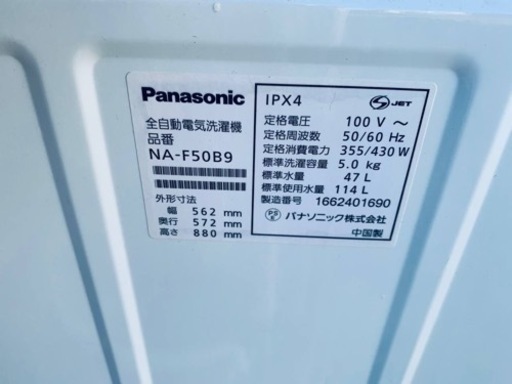 Panasonic
全自動電気洗濯機
品番
NA-F50B9
外形寸法
幅 562 mm
奥行 572 mm
高さ 880 mm
IPX4
S JET
定格電圧 100 V ～
定格周波数 50/60 Hz
定格消費電力 355/430 W
標準洗濯容量 5.0 kg
標準水量 47 L
標準使用水量 114 L
製造番号 1662401690
PSE パナソニック株式会社
中国製